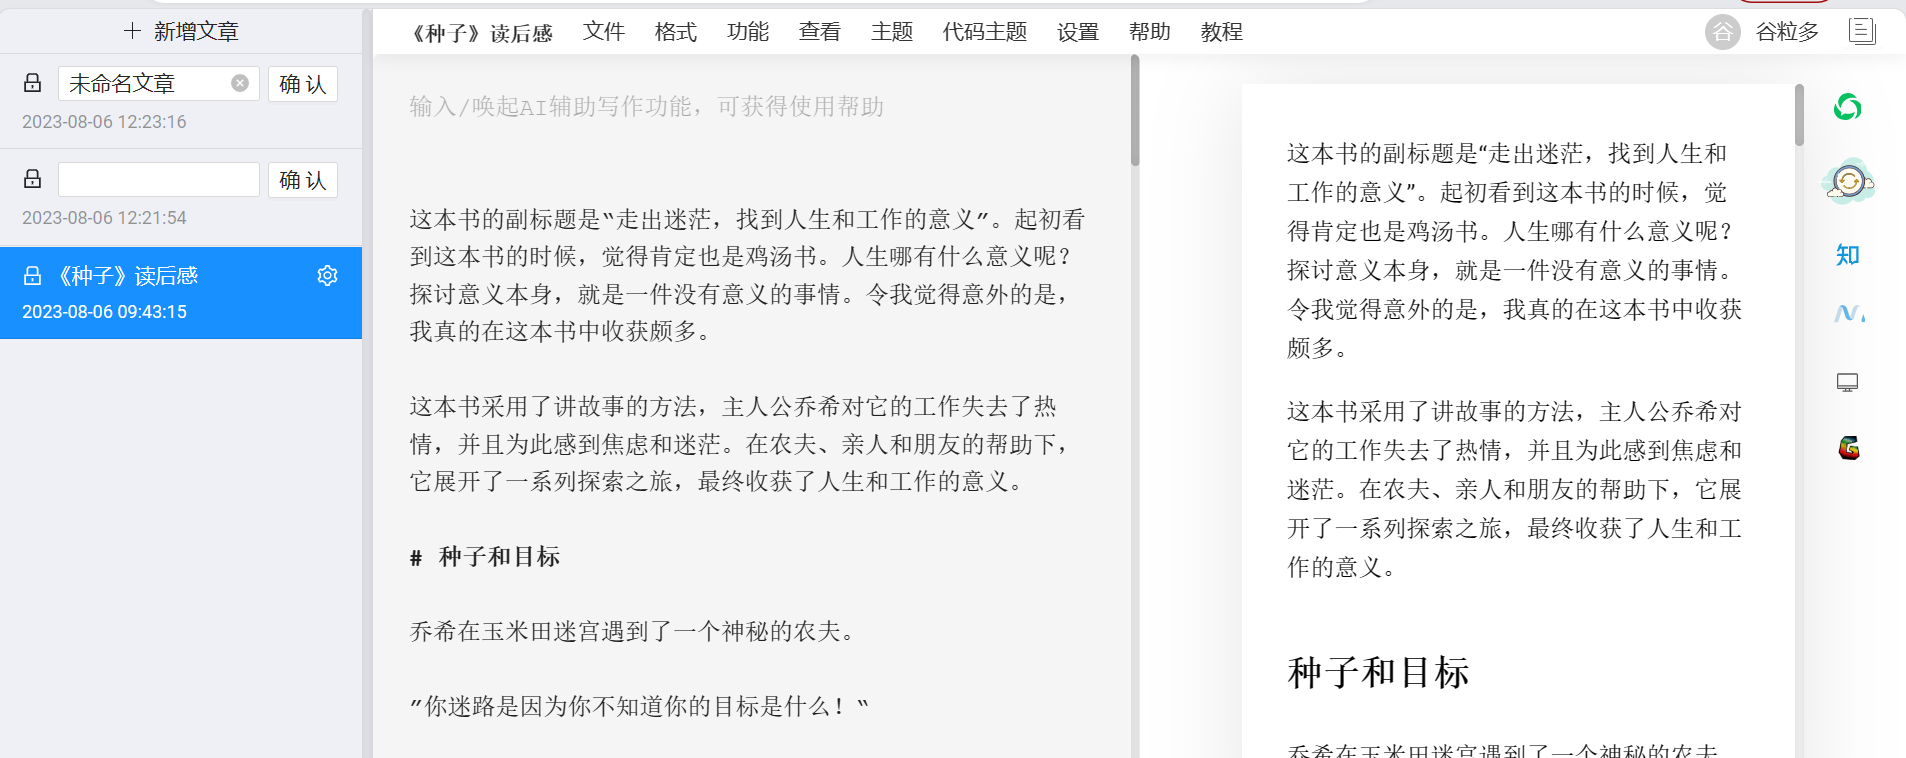 新增文章
未命名文章
确认
2023-08-06 12:23:16
确认
2023-08-06 12:21:54
《种子》读后感
2023-08-06 09:43:15
《种子》读后感 文件 格式 功能 查看 主题 代码主题 设置 帮助 教程
谷 谷粒多
输入/唤起AI辅助写作功能，可获得使用帮助
这本书的副标题是“走出迷茫，找到人生和工作的意义”。起初看
到这本书的时候，觉得肯定也是鸡汤书。人生哪有什么意义呢？
探讨意义本身，就是一件没有意义的事情。令我觉得意外的是，
我真的在这本书中收获颇多。
这本书采用了讲故事的方法，主人公乔希对它的工作失去了热
情，并且为此感到焦虑和迷茫。在农夫、亲人和朋友的帮助下，
它展开了一系列探索之旅，最终收获了人生和工作的意义。
# 种子和目标
乔希在玉米田迷宫遇到了一个神秘的农夫。
”你迷路是因为你不知道你的目标是什么！“
这本书的副标题是“走出迷茫，找到人生和
工作的意义”。起初看到这本书的时候，觉
得肯定也是鸡汤书。人生哪有什么意义呢？
探讨意义本身，就是一件没有意义的事情。
令我觉得意外的是，我真的在这本书中收获
颇多。
这本书采用了讲故事的方法，主人公乔希对
它的工作失去了热情，并且为此感到焦虑和
迷茫。在农夫、亲人和朋友的帮助下，它展
开了一系列探索之旅，最终收获了人生和工
作的意义。
种子和目标
乔希在玉米田迷宫遇到了一个神秘的农夫
知